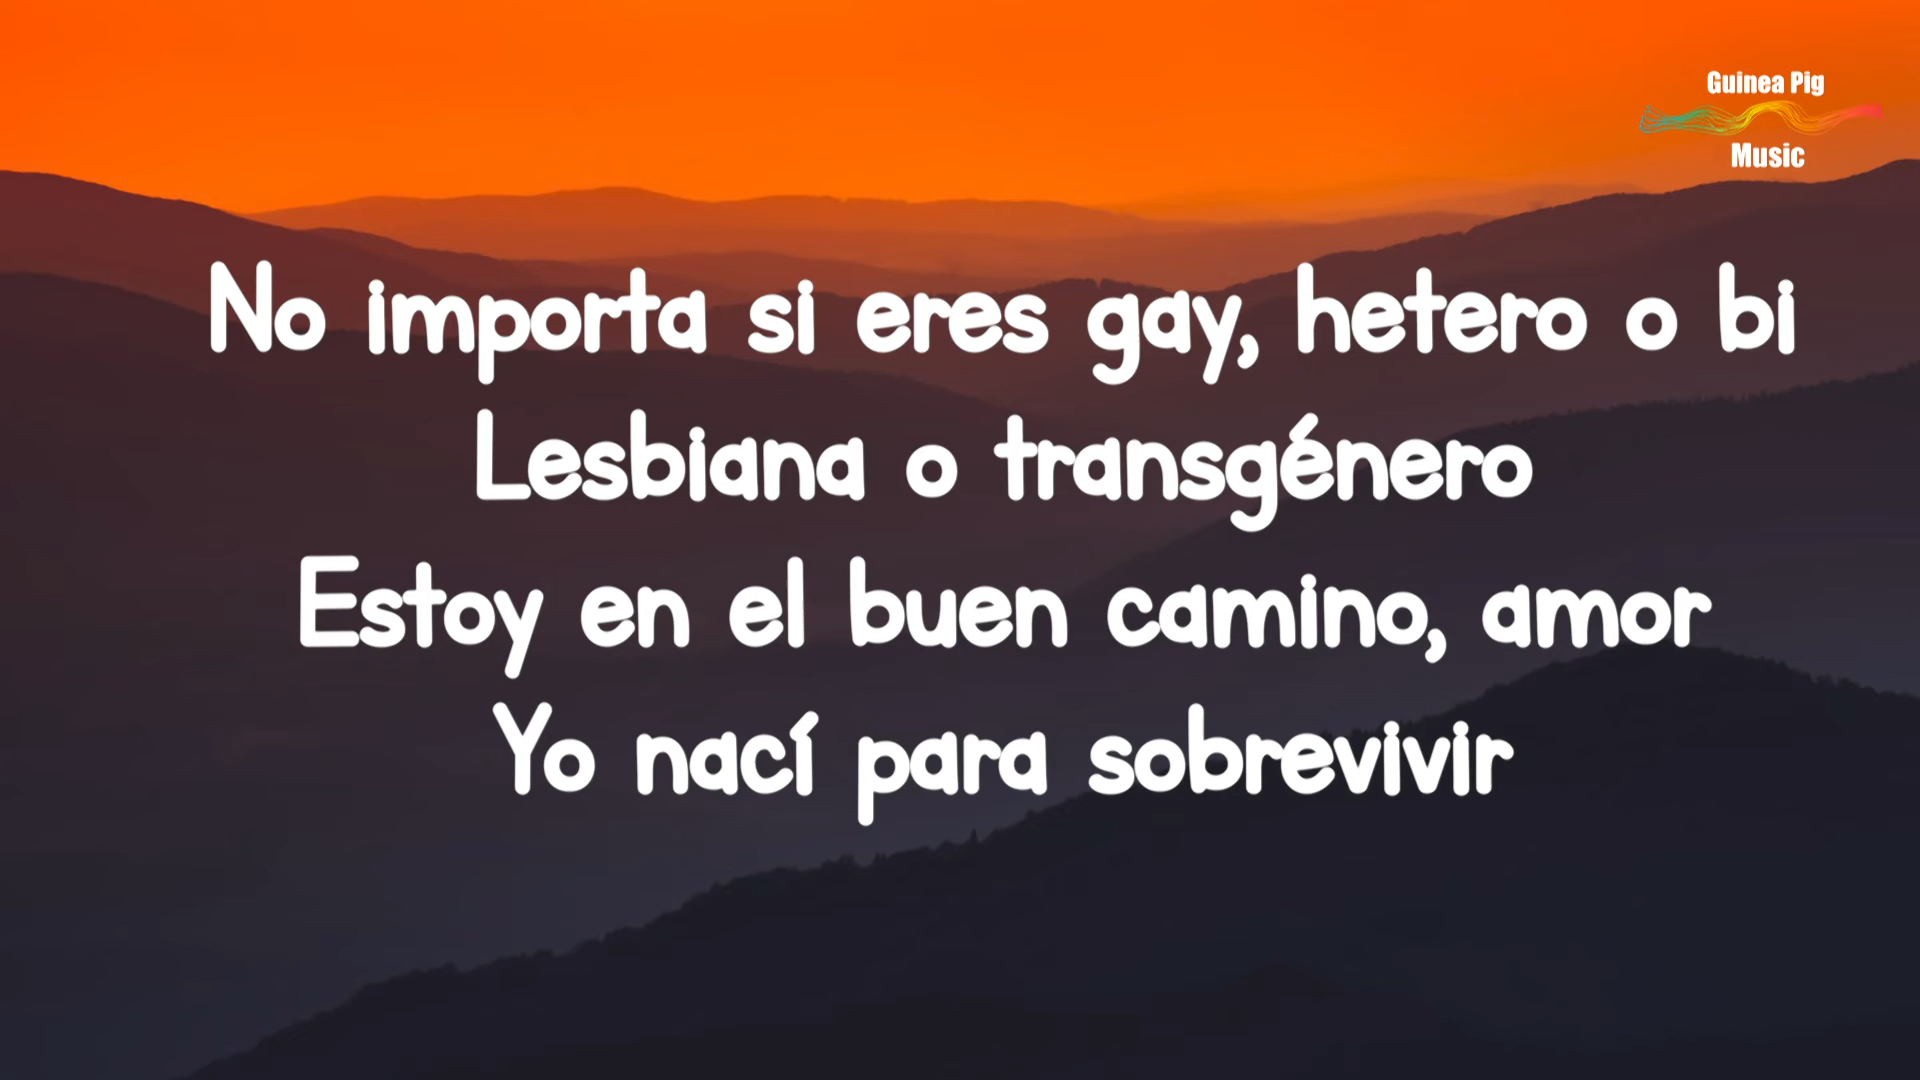 Guinea Pig
Music
No importa si eres gay, hetero o bi
Lesbiana o transgénero
Estoy en el buen camino, amor
Yo nací para sobrevivir